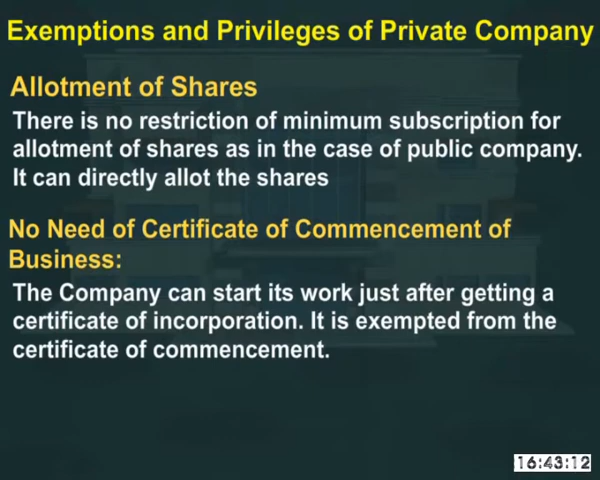 Exemptions and Privileges of Private Company
Allotment of Shares
There is no restriction of minimum subscription for
allotment of shares as in the case of public company.
It can directly allot the shares
No Need of Certificate of Commencement of
Business:
The Company can start its work just after getting a
certificate of incorporation. It is exempted from the
certificate of commencement.
16:43:12